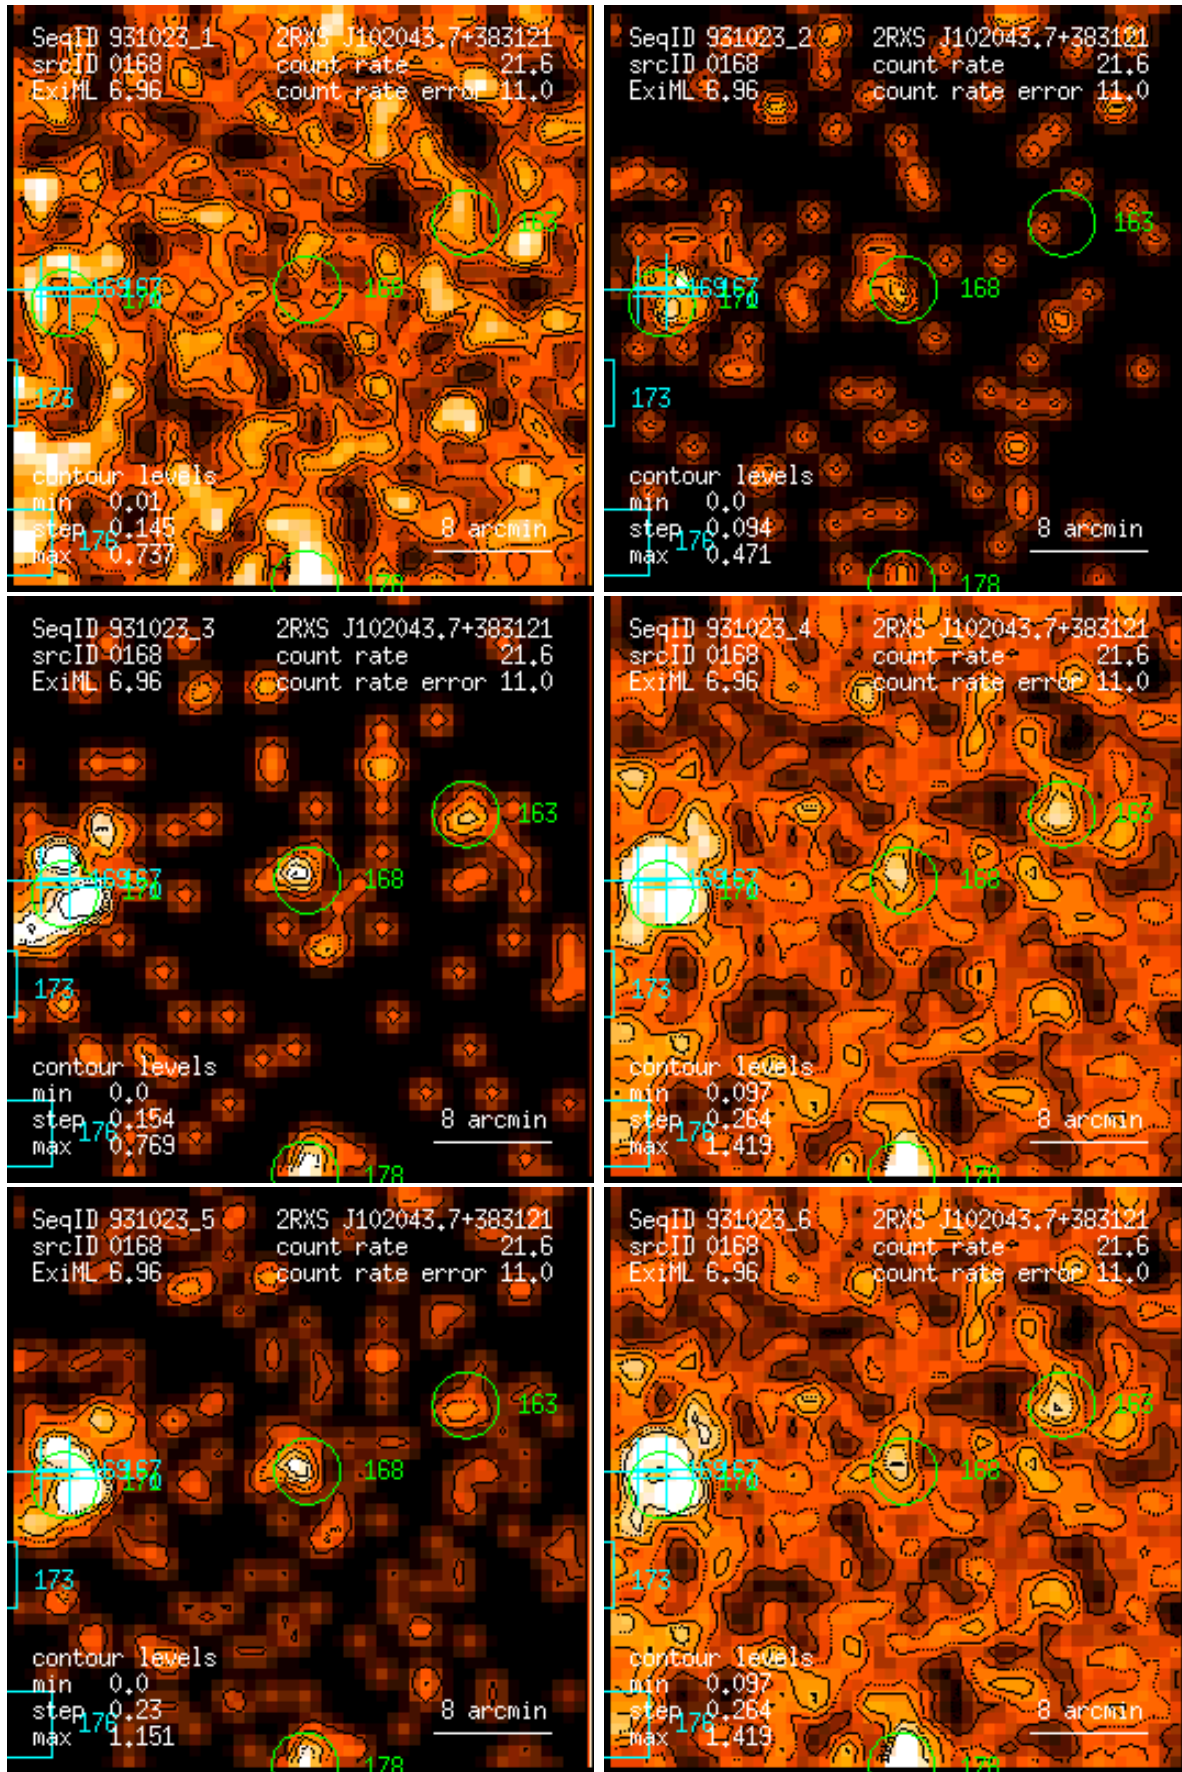 SeqID 931023_1 2RXS J102043.7+383121
srcID 0168 count rate 21.6
ExiML 6.96 count rate error 11.0
163
168
173
contour levels
min 0.01
step 0.145 8 arcmin
176
max 0.737
178
SeqID 931023_2 2RXS J102043.7+383121
srcID 0168 count rate 21.6
ExiML 6.96 count rate error 11.0
163
168
173
contour levels
min 0.0
step 0.094 8 arcmin
176
max 0.471
178
SeqID 931023_3 2RXS J102043.7+383121
srcID 0168 count rate 21.6
ExiML 6.96 count rate error 11.0
163
168
173
contour levels
min 0.0
step 0.154 8 arcmin
176
max 0.769
178
SeqID 931023_4 2RXS J102043.7+383121
srcID 0168 count rate 21.6
ExiML 6.96 count rate error 11.0
163
168
173
contour levels
min 0.097
step 0.264 8 arcmin
176
max 1.419
178
SeqID 931023_5 2RXS J102043.7+383121
srcID 0168 count rate 21.6
ExiML 6.96 count rate error 11.0
163
168
173
contour levels
min 0.0
step 0.23 8 arcmin
176
max 1.151
178
SeqID 931023_6 2RXS J102043.7+383121
srcID 0168 count rate 21.6
ExiML 6.96 count rate error 11.0
163
168
173
contour levels
min 0.097
step 0.264 8 arcmin
176
max 1.419
178